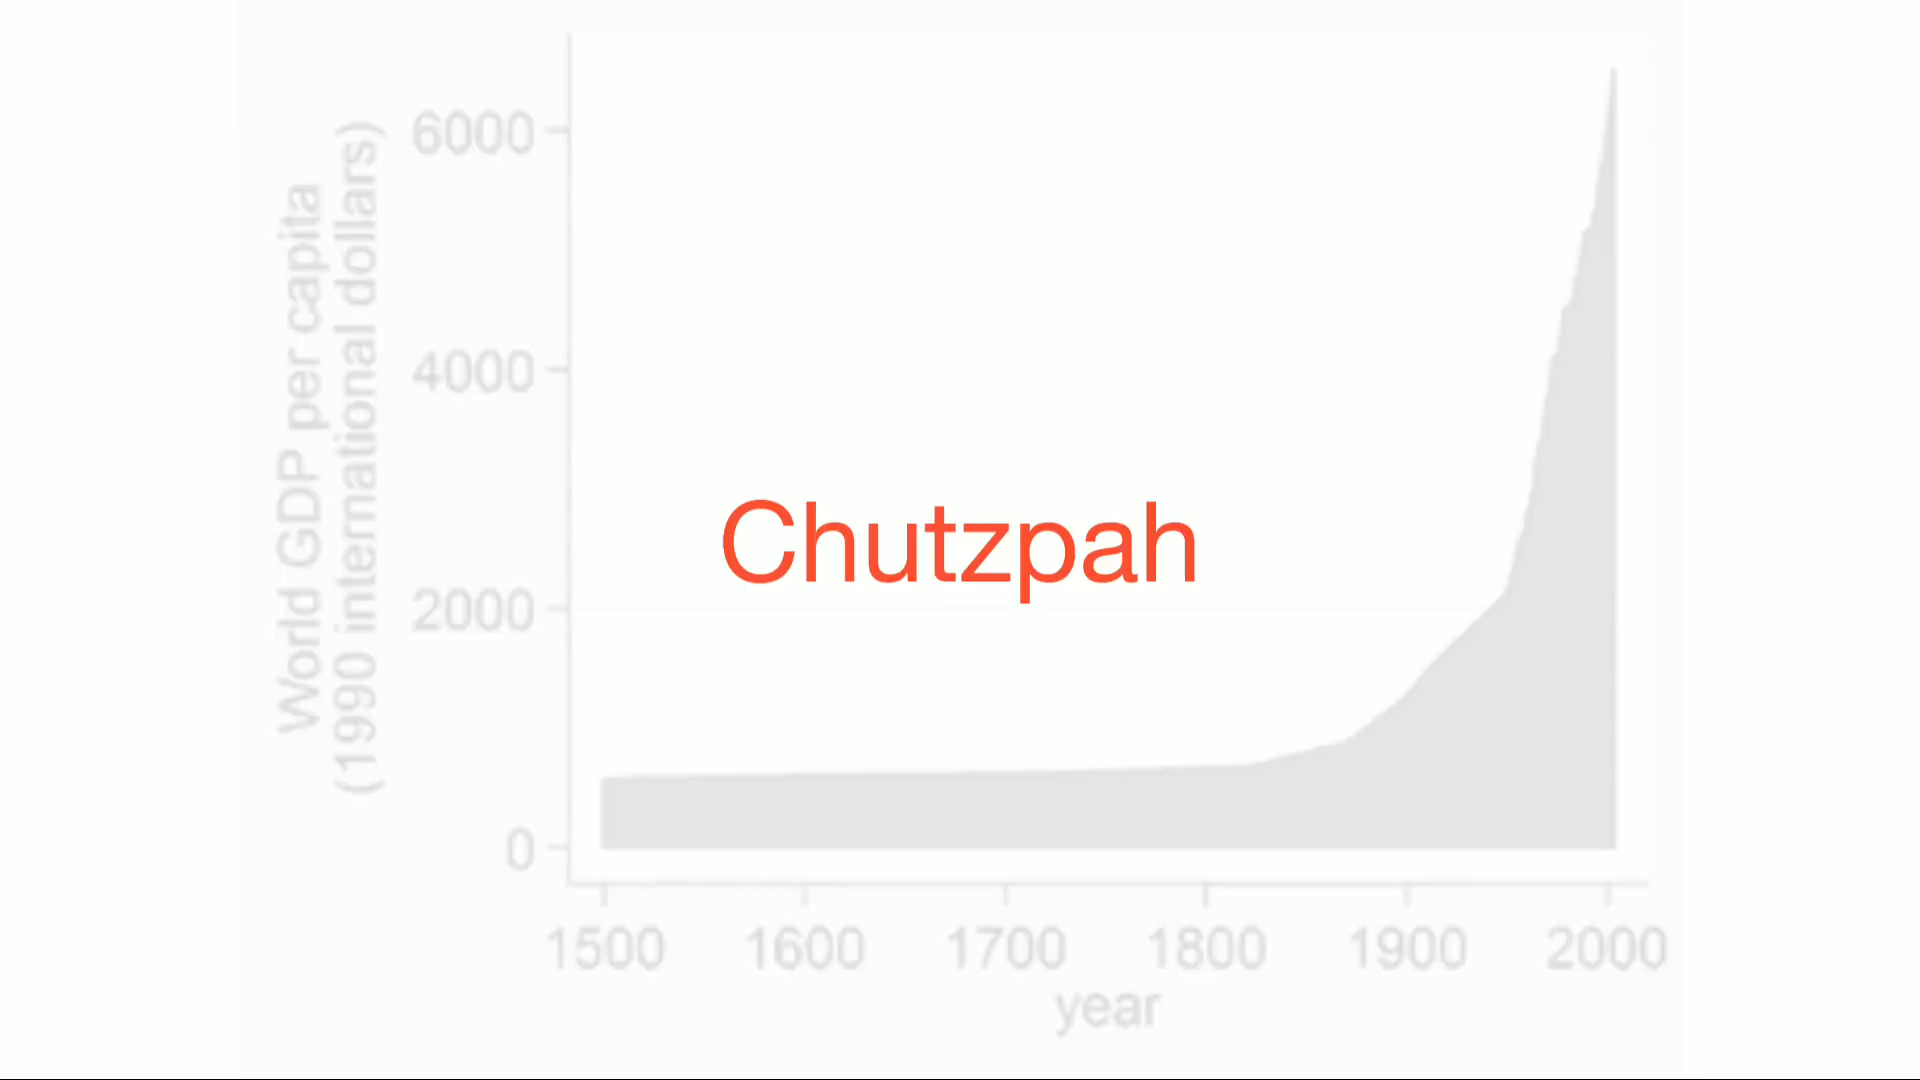 World GDP per capita
(1990 international dollars)
6000
4000
2000
0
Chutzpah
1500 1600 1700 1800 1900 2000
year